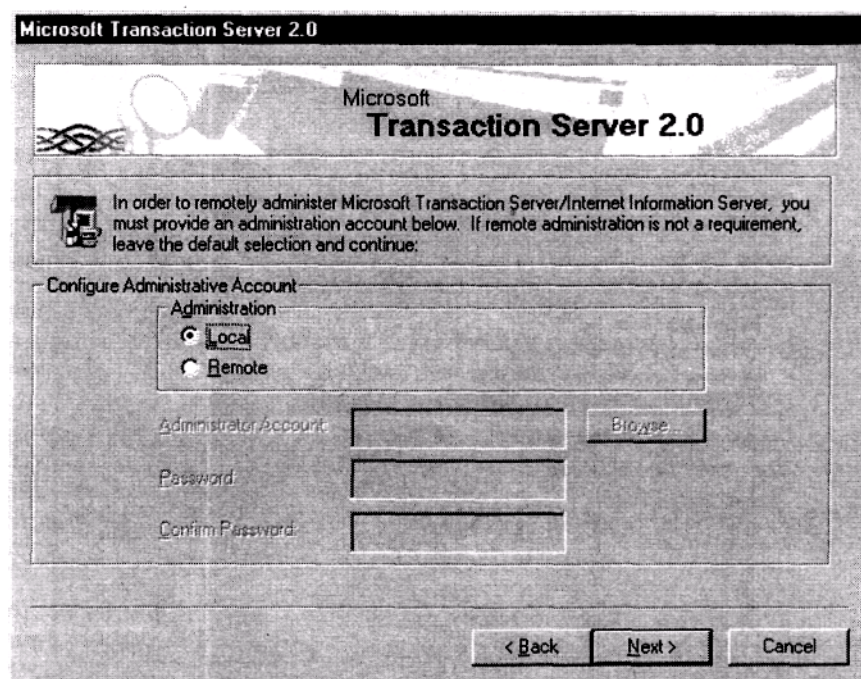 Microsoft Transaction Server 2.0
Microsoft
Transaction Server 2.0
In order to remotely administer Microsoft Transaction Server/Internet Information Server, you
must provide an administration account below. If remote administration is not a requirement,
leave the default selection and continue:
Configure Administrative Account
Administration
Local
Remote
Administrator Account:
Browse...
Password:
Confirm Password:
< Back
Next >
Cancel